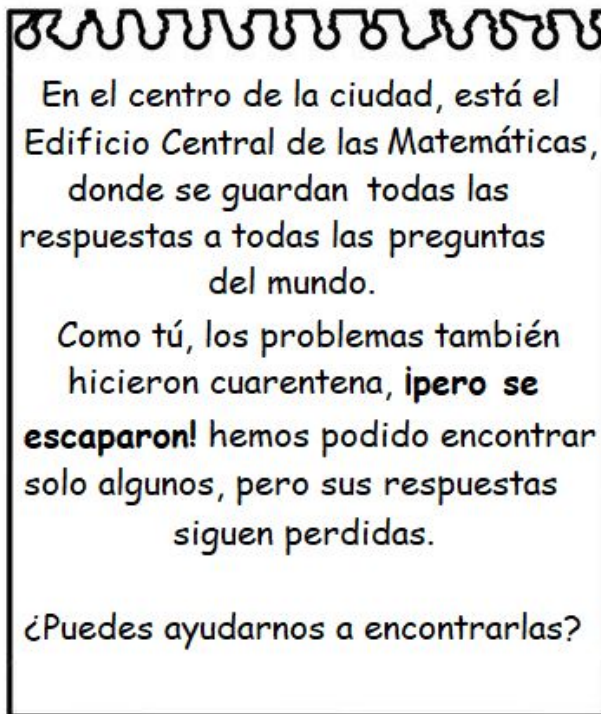 En el centro de la ciudad, está el
Edificio Central de las Matemáticas,
donde se guardan todas las
respuestas a todas las preguntas
del mundo.
Como tú, los problemas también
hicieron cuarentena, ¡pero se
escaparon! hemos podido encontrar
solo algunos, pero sus respuestas
siguen perdidas.
¿Puedes ayudarnos a encontrarlas?